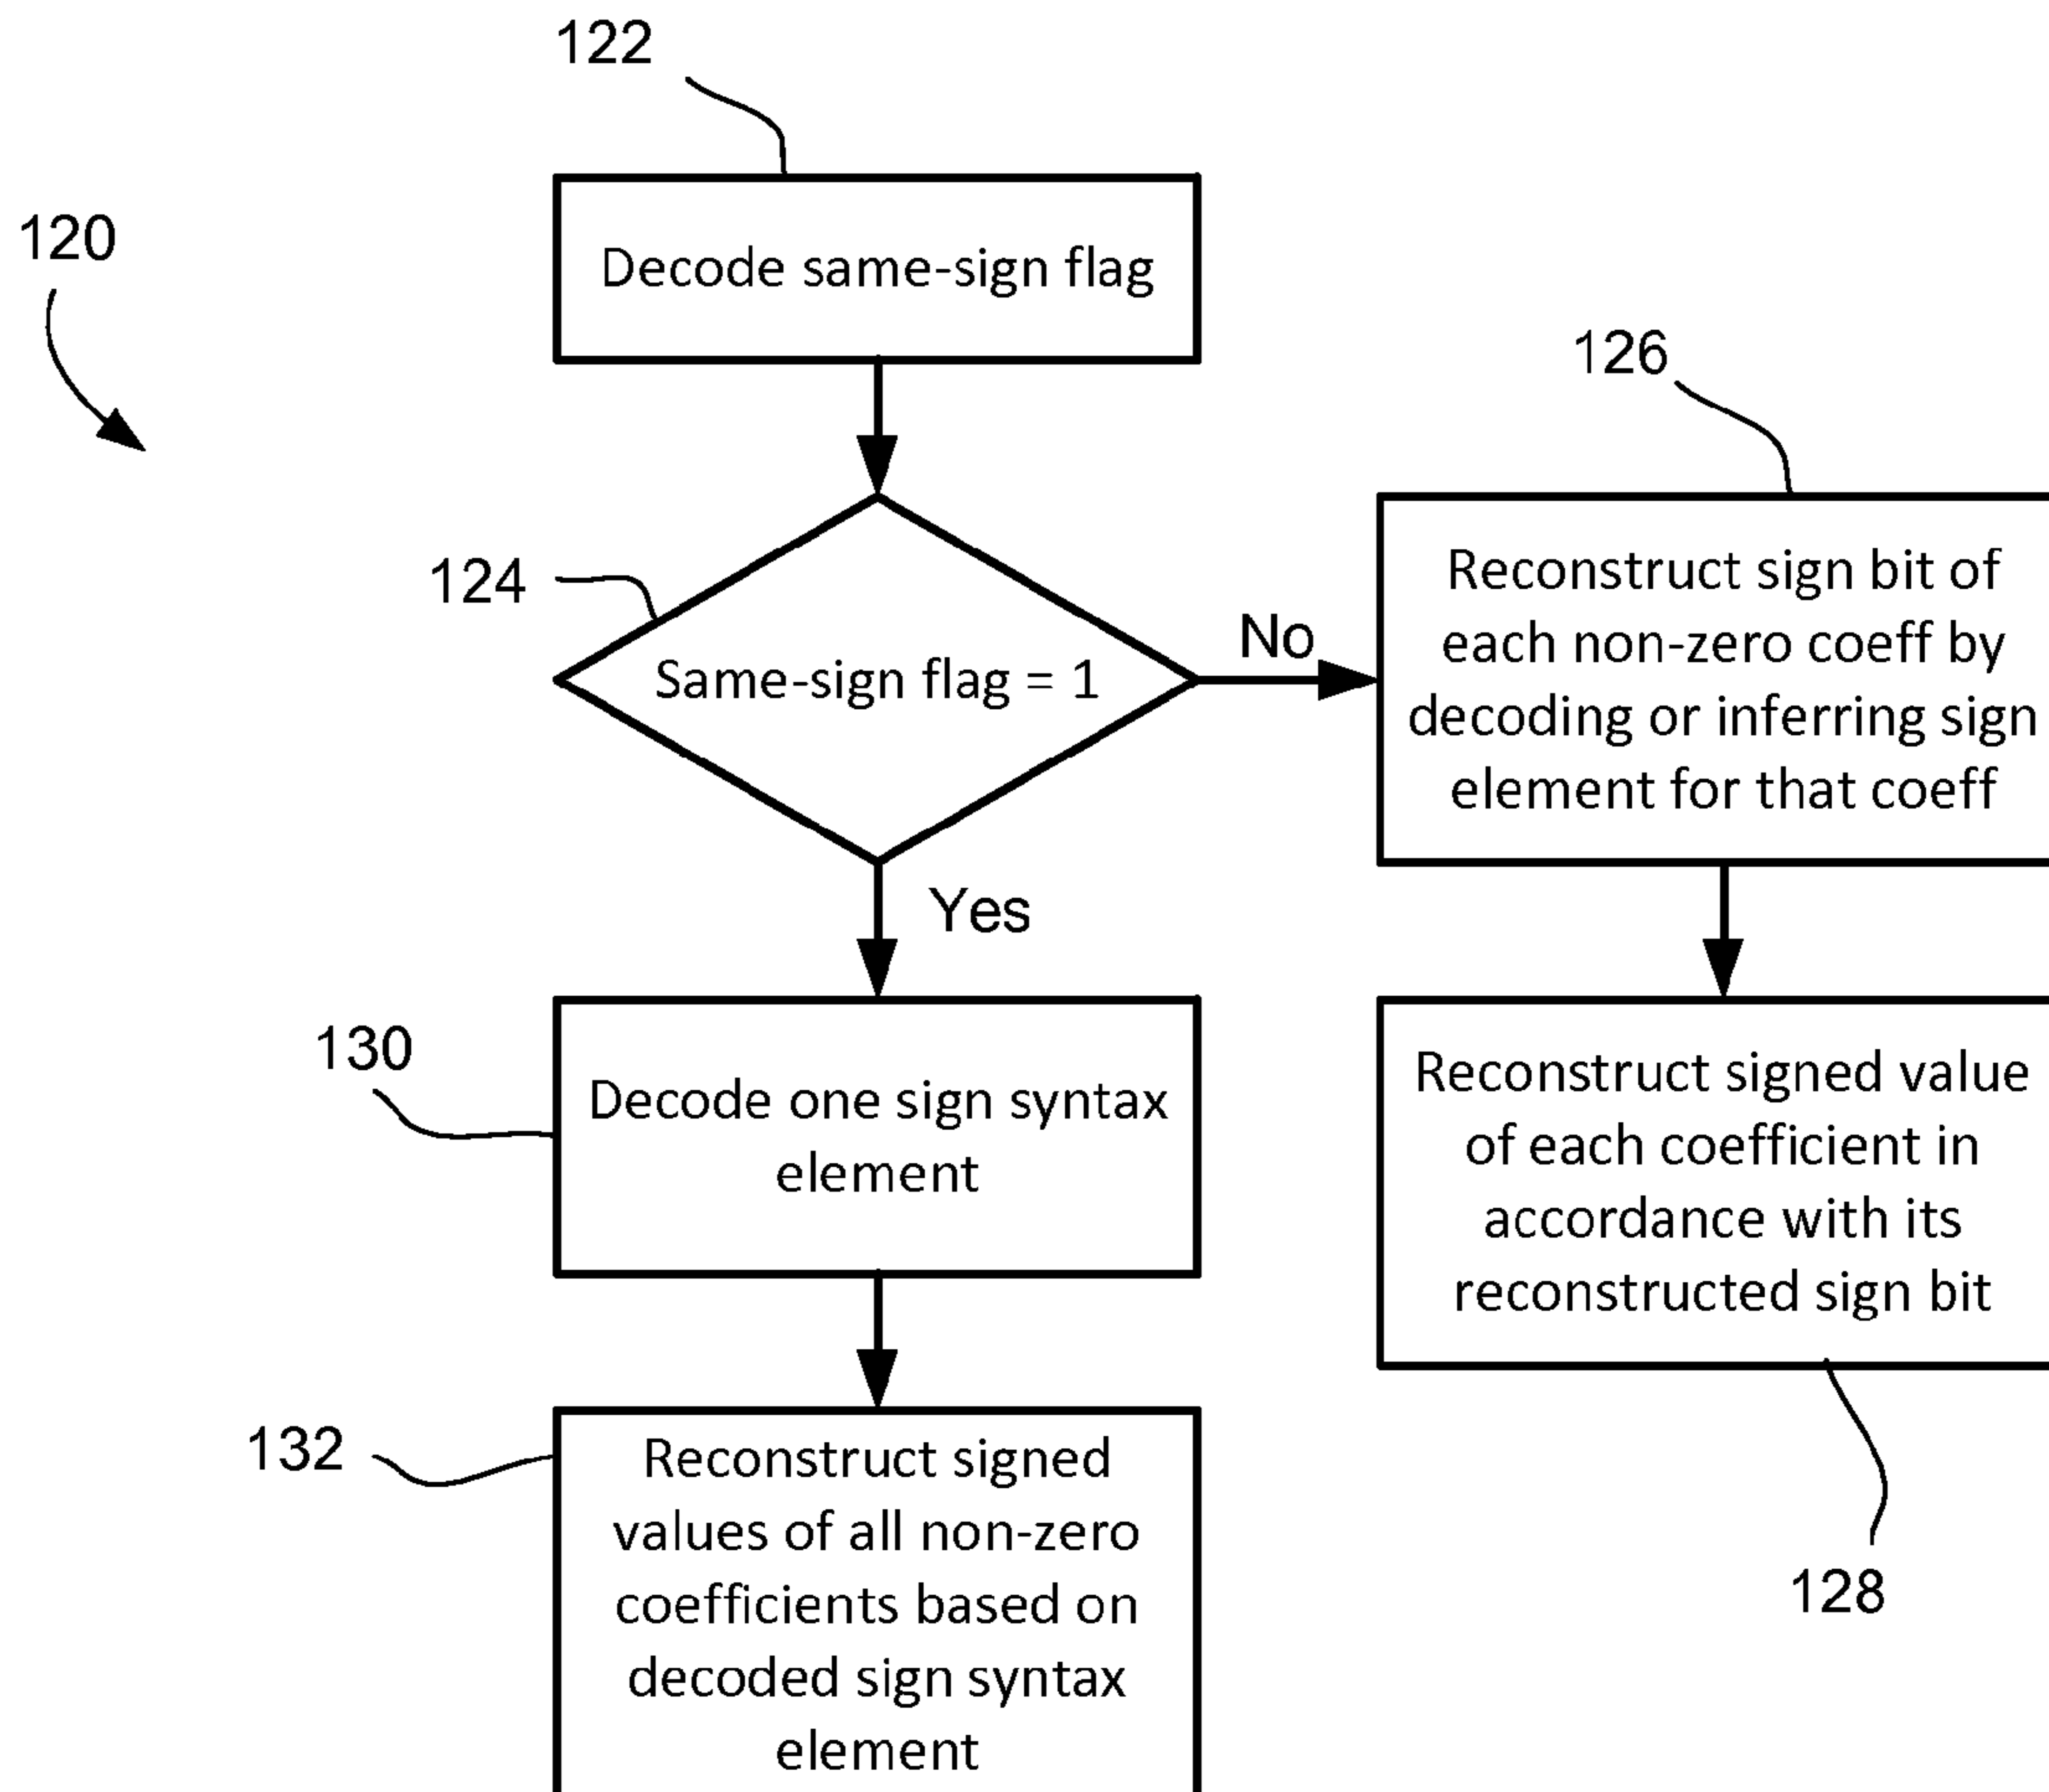 122
120
Decode same-sign flag
126
124
Same-sign flag = 1
No
Reconstruct sign bit of
each non-zero coeff by
decoding or inferring sign
element for that coeff
Yes
130
Decode one sign syntax
element
Reconstruct signed value
of each coefficient in
accordance with its
reconstructed sign bit
132
Reconstruct signed
values of all non-zero
coefficients based on
decoded sign syntax
element
128